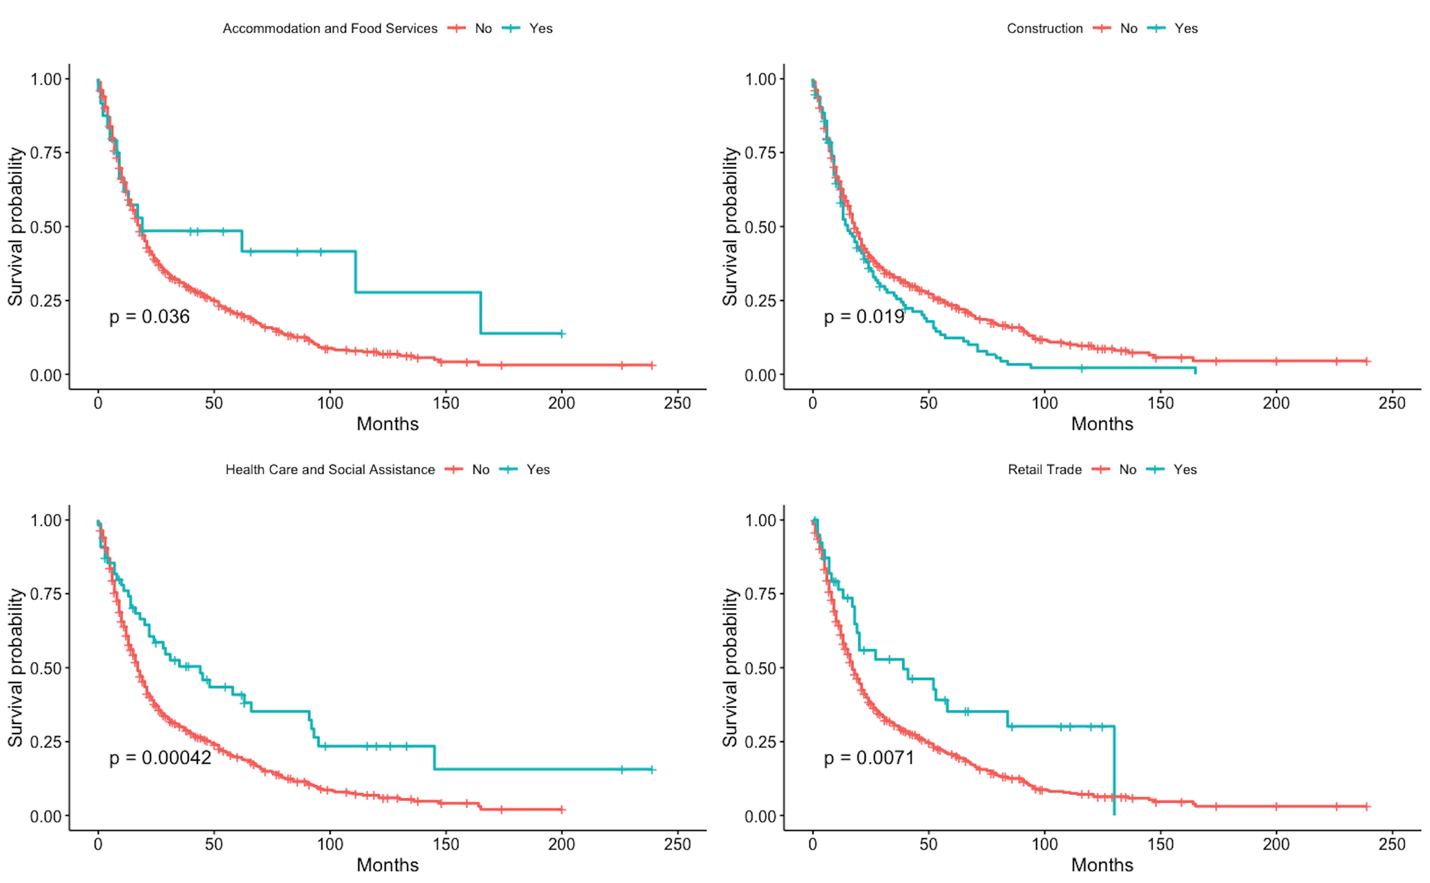 Accommodation and Food Services No Yes
1.00
0.75
0.50
0.25
0.00
Survival probability
p = 0.036
0 50 100 150 200 250
Months
Construction No Yes
1.00
0.75
0.50
0.25
0.00
Survival probability
p = 0.019
0 50 100 150 200 250
Months
Health Care and Social Assistance No Yes
1.00
0.75
0.50
0.25
0.00
Survival probability
p = 0.00042
0 50 100 150 200 250
Months
Retail Trade No Yes
1.00
0.75
0.50
0.25
0.00
Survival probability
p = 0.0071
0 50 100 150 200 250
Months